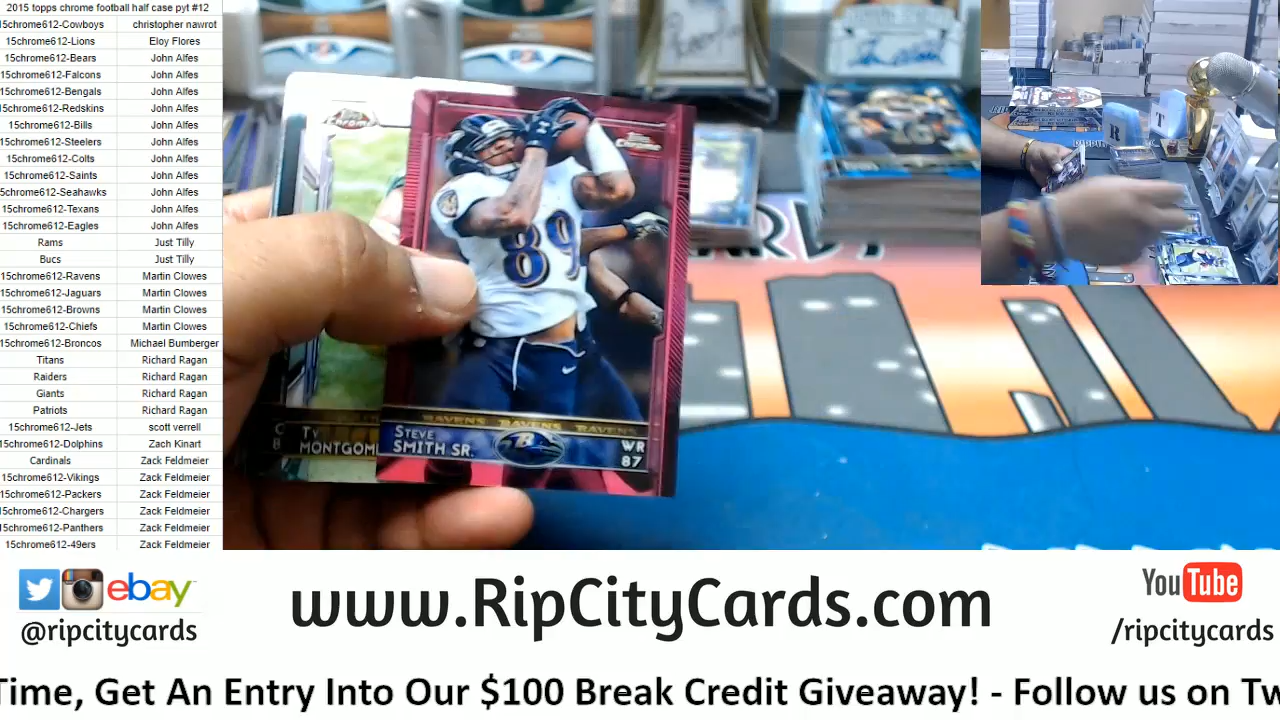 2015 topps chrome football half case pyt #12
15chrome612-Cowboys christopher nawrot
15chrome612-Lions Eloy Flores
15chrome612-Bears John Alfes
15chrome612-Falcons John Alfes
15chrome612-Bengals John Alfes
15chrome612-Redskins John Alfes
15chrome612-Bills John Alfes
15chrome612-Steelers John Alfes
15chrome612-Colts John Alfes
15chrome612-Saints John Alfes
15chrome612-Seahawks John Alfes
15chrome612-Texans John Alfes
15chrome612-Eagles John Alfes
Rams Just Tilly
Bucs Just Tilly
15chrome612-Ravens Martin Clowes
15chrome612-Jaguars Martin Clowes
15chrome612-Browns Martin Clowes
15chrome612-Chiefs Martin Clowes
15chrome612-Broncos Michael Bumberger
Titans Richard Ragan
Raiders Richard Ragan
Giants Richard Ragan
Patriots Richard Ragan
15chrome612-Jets scott verrell
15chrome612-Dolphins Zach Kinart
Cardinals Zack Feldmeier
15chrome612-Vikings Zack Feldmeier
15chrome612-Packers Zack Feldmeier
15chrome612-Chargers Zack Feldmeier
15chrome612-Panthers Zack Feldmeier
15chrome612-49ers Zack Feldmeier
Topps Chrome
89
RAVENS RAVENS RAVENS
TY
MONTGOM
STEVE
SMITH SR.
B
WR
87
R T
ebay
@ripcitycards
www.RipCityCards.com
YouTube
/ripcitycards
Time, Get An Entry Into Our $100 Break Credit Giveaway! - Follow us on Tw